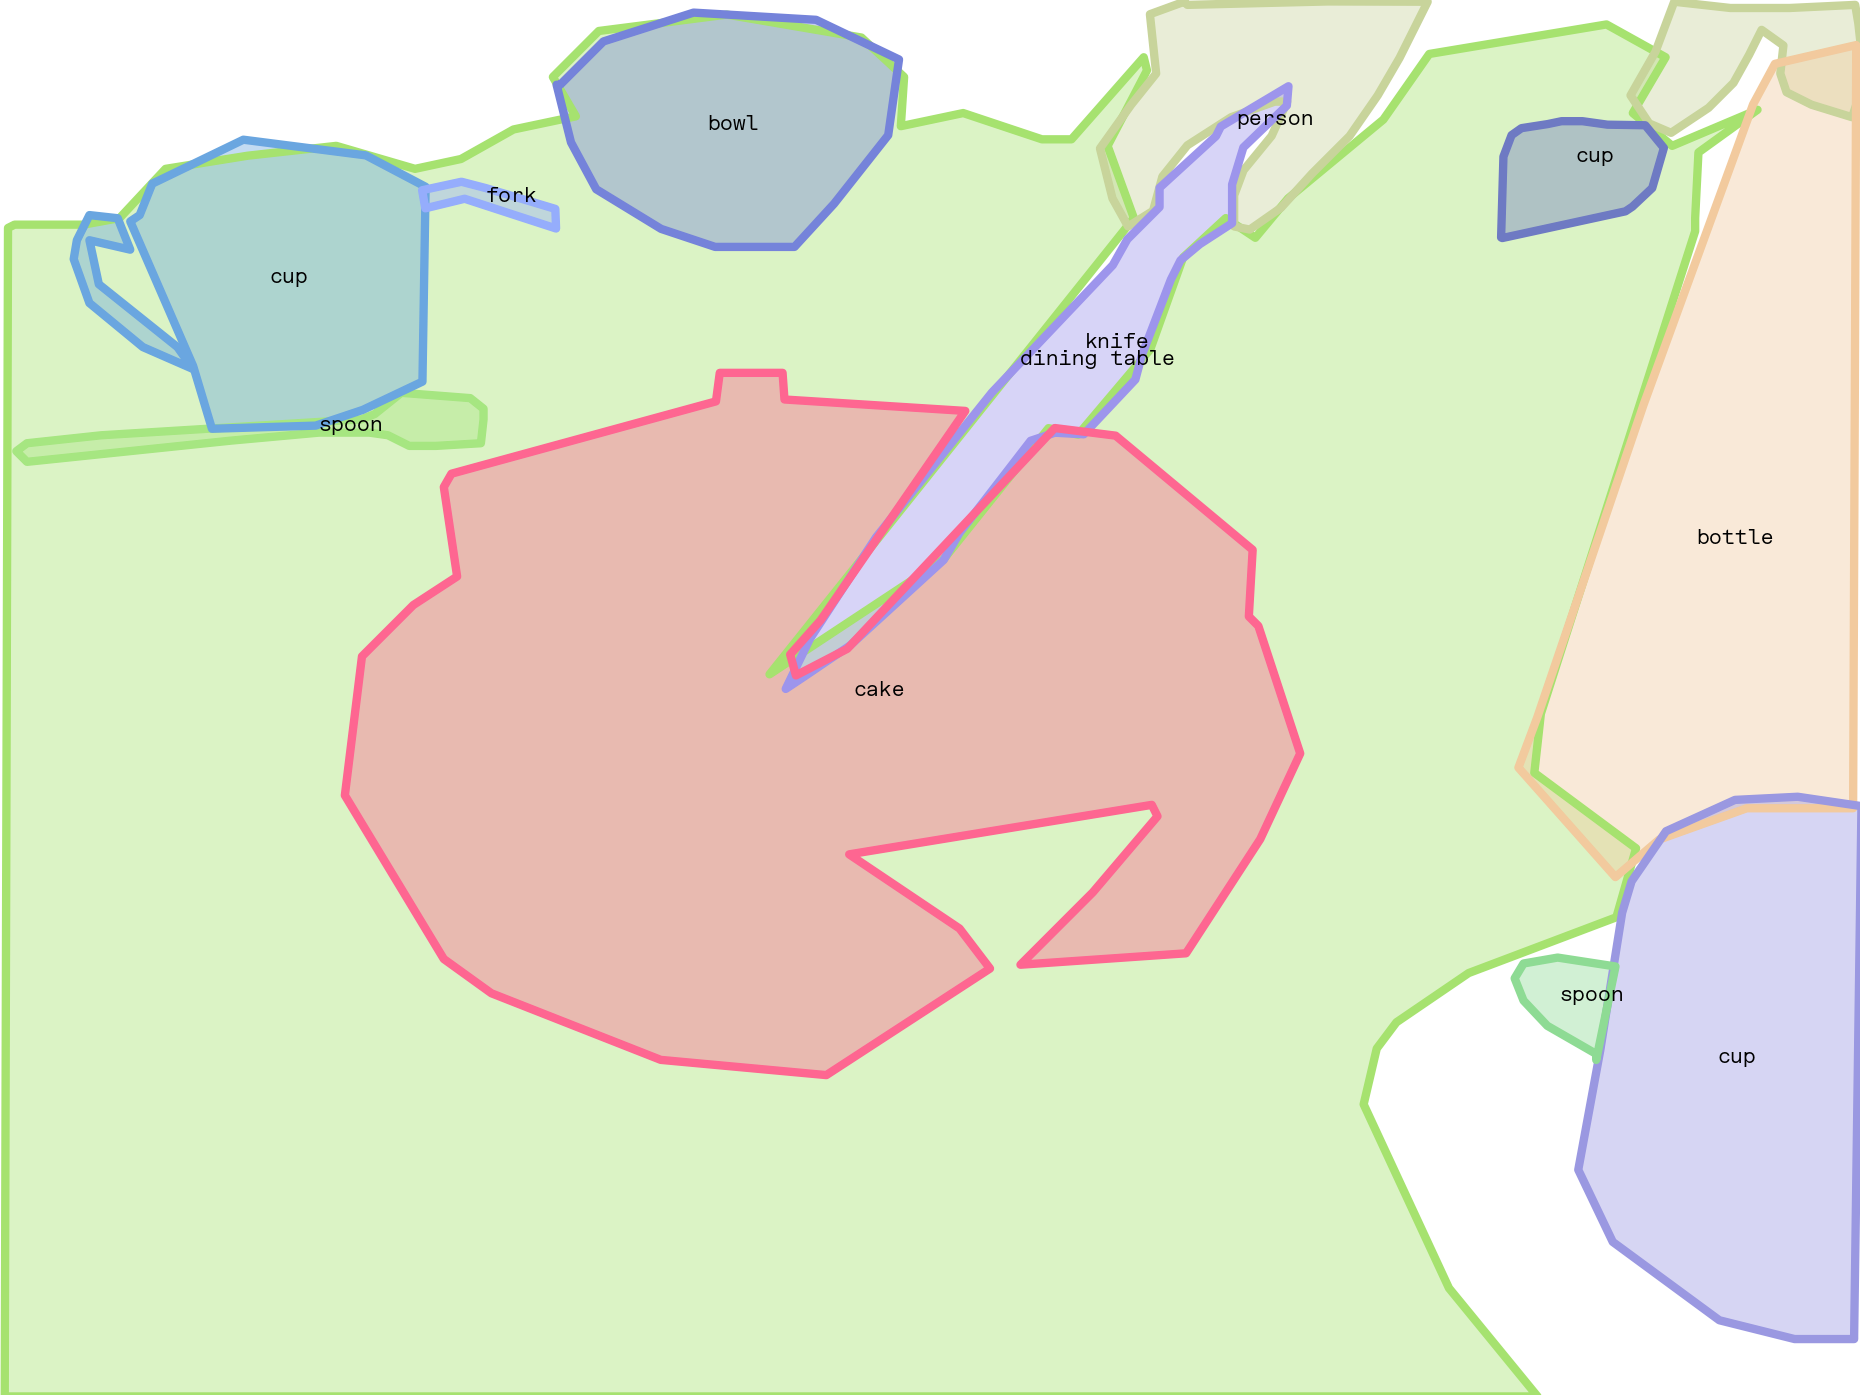 bowl
person
cup
fork
cup
knife
dining table
spoon
bottle
cake
spoon
cup